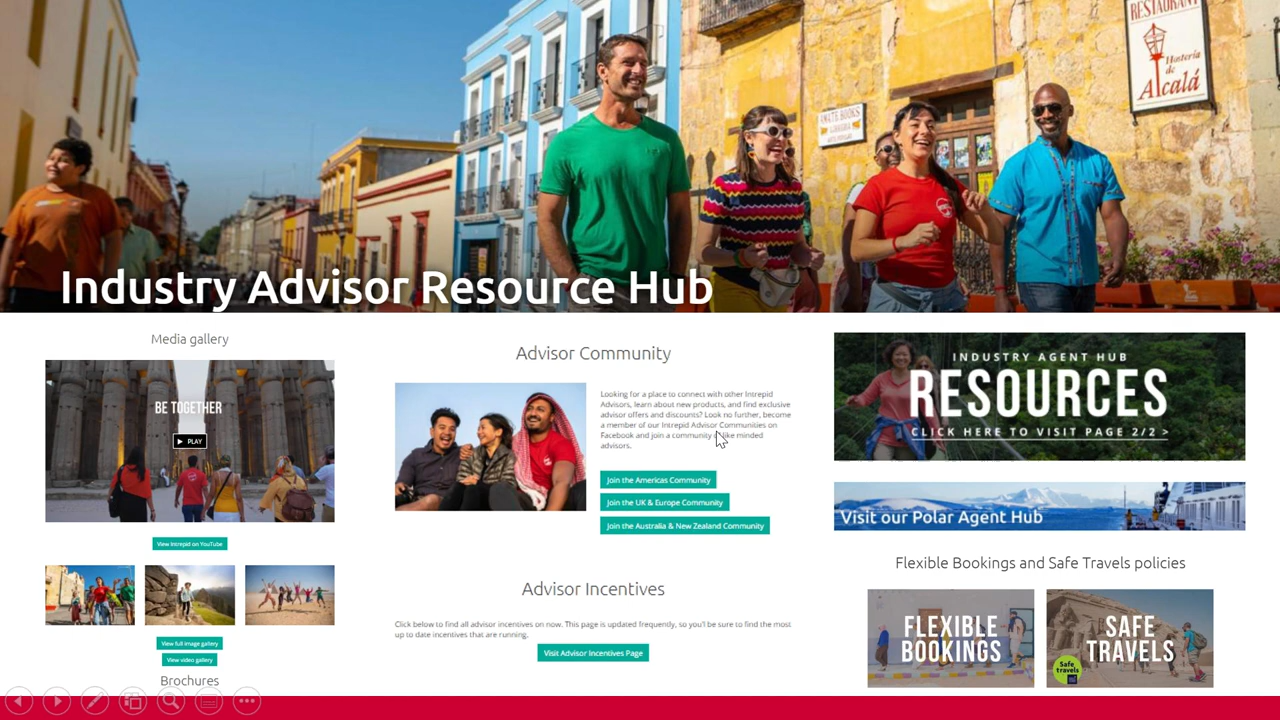 RESTAURANT
Hostería
de
Alcalá
AMATE BOOKS
LIBRERIA
Industry Advisor Resource Hub
Media gallery
BE TOGETHER
PLAY
View Intrepid on YouTube
View full image gallery
View video gallery
Brochures
Advisor Community
Looking for a place to connect with other Intrepid
Advisors, learn about new products, and find exclusive
advisor offers and discounts? Look no further, become
a member of our Intrepid Advisor Communities on
Facebook and join a community of like minded
advisors.
Join the Americas Community
Join the UK & Europe Community
Join the Australia & New Zealand Community
Advisor Incentives
Click below to find all advisor incentives on now. This page is updated frequently, so you'll be sure to find the most
up to date incentives that are running.
Visit Advisor Incentives Page
INDUSTRY AGENT HUB
RESOURCES
CLICK HERE TO VISIT PAGE 2/2 >
Visit our Polar Agent Hub
Flexible Bookings and Safe Travels policies
FLEXIBLE
BOOKINGS
SAFE
TRAVELS
Safe
travels